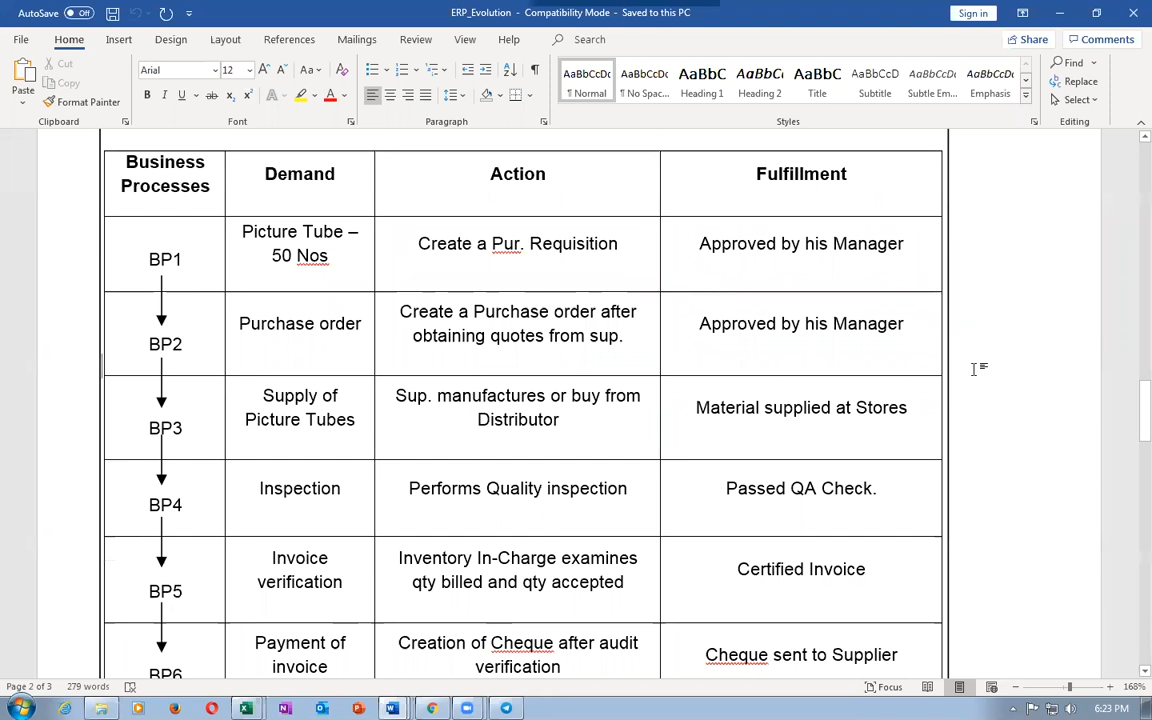 AutoSave Off
ERP_Evolution - Compatibility Mode - Saved to this PC
Sign in
File Home Insert Design Layout References Mailings Review View Help Search
Share Comments
Paste
Cut
Copy
Format Painter
Clipboard
Arial 12
Font
Paragraph
AaBbCcDc AaBbCcDc AaBbC AaBbCc AaBbC AaBbCcD AaBbCcDc AaBbCcDc
¶ Normal ¶ No Spac... Heading 1 Heading 2 Title Subtitle Subtle Em... Emphasis
Styles
Find
Replace
Select
Editing
Business Processes
Demand
Action
Fulfillment
BP1
Picture Tube –
50 Nos
Create a Pur. Requisition
Approved by his Manager
BP2
Purchase order
Create a Purchase order after
obtaining quotes from sup.
Approved by his Manager
BP3
Supply of
Picture Tubes
Sup. manufactures or buy from
Distributor
Material supplied at Stores
BP4
Inspection
Performs Quality inspection
Passed QA Check.
BP5
Invoice
verification
Inventory In-Charge examines
qty billed and qty accepted
Certified Invoice
BP6
Payment of
invoice
Creation of Cheque after audit
verification
Cheque sent to Supplier
Page 2 of 3 279 words
Focus
168%
6:23 PM